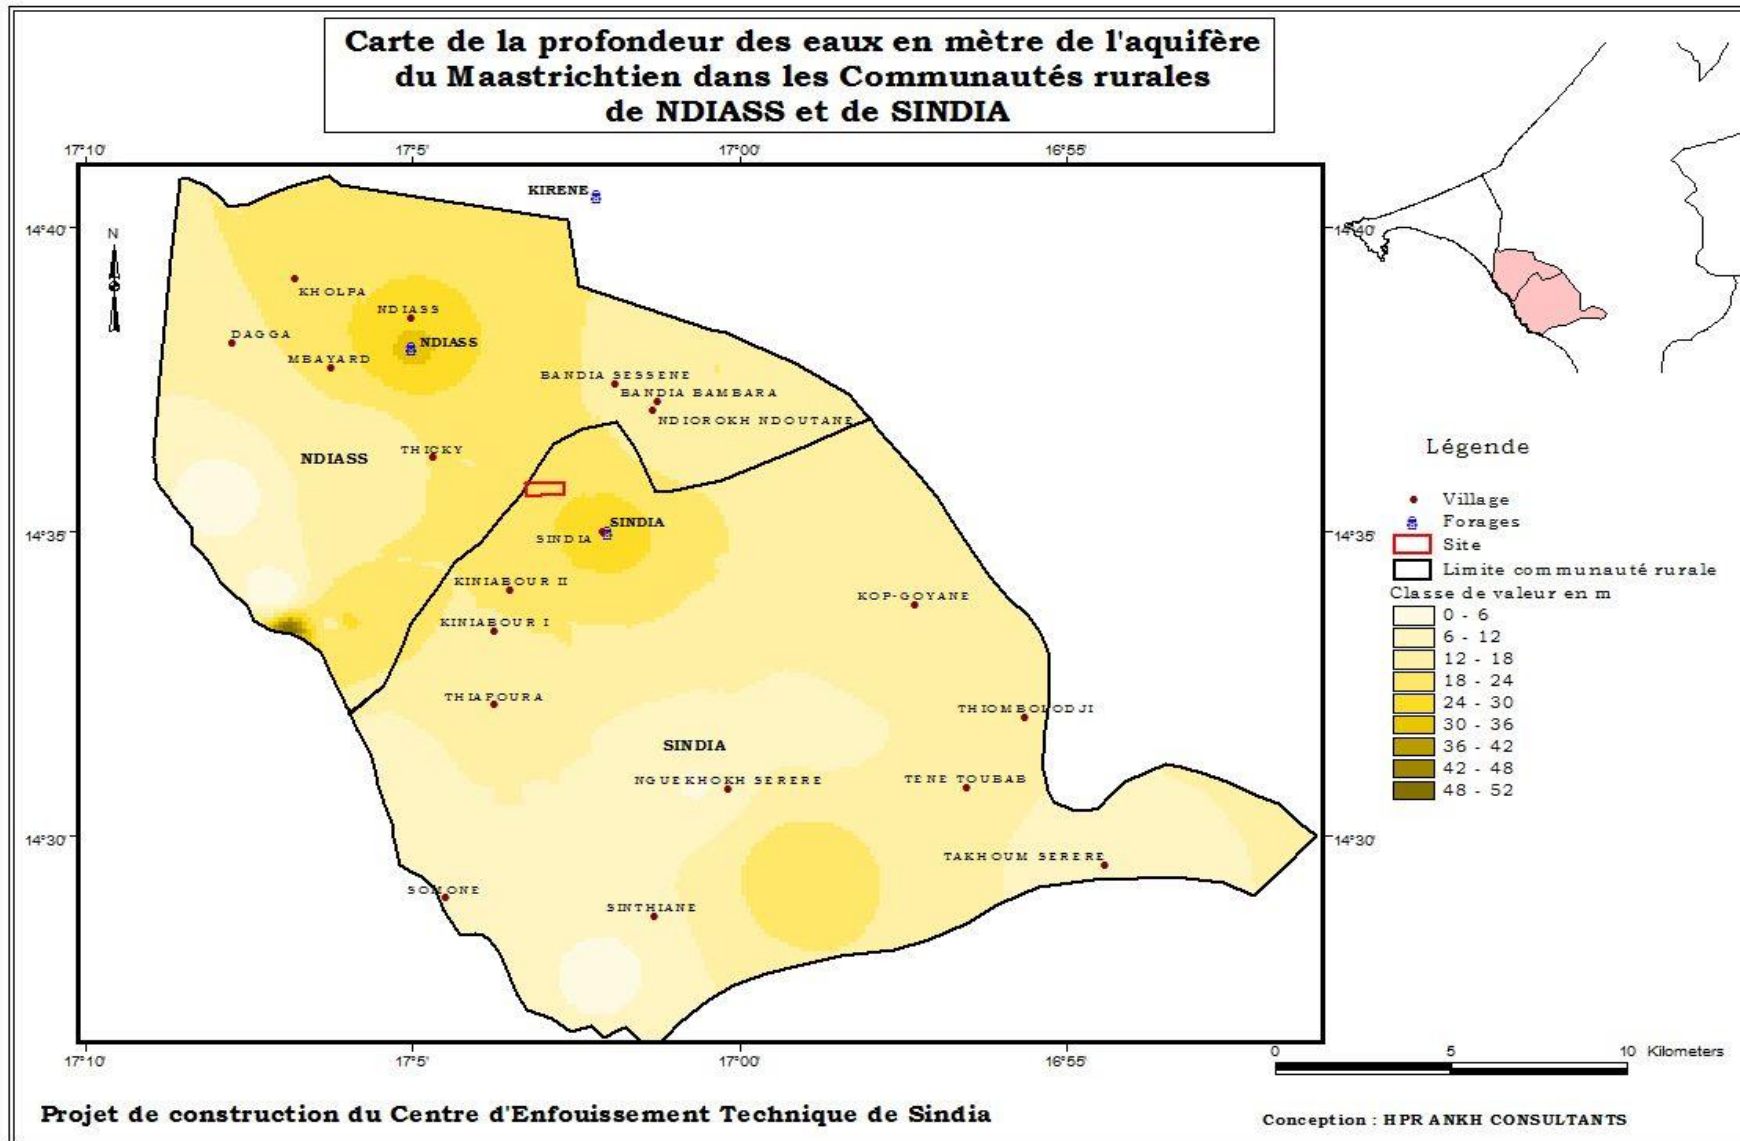 Carte de la profondeur des eaux en mètre de l'aquifère
du Maastrichtien dans les Communautés rurales
de NDIASS et de SINDIA
17°10'
17°5'
17°00'
16°55'
KIRENE
14°40'
14°40'
N
KHOLPA
NDIASS
DAGGA
NDIASS
MBAYARD
BANDIA SESSENE
BANDIA BAMBARA
NDIOROKH NDOUTANE
THICKY
NDIASS
SINDIA
14°35'
14°35'
SINDIA
KINIABOUR II
KOP-GOYANE
KINIABOUR I
THIAFOURA
THIOMBOLODJI
SINDIA
NGUEKHOKH SERERE
TENE TOUBAB
14°30'
14°30'
TAKHOUM SERERE
SOMONE
SINTHIANE
17°10'
17°5'
17°00'
16°55'
Légende
Village
Forages
Site
Limite communauté rurale
Classe de valeur en m
0 - 6
6 - 12
12 - 18
18 - 24
24 - 30
30 - 36
36 - 42
42 - 48
48 - 52
0 5 10 Kilometers
Projet de construction du Centre d'Enfouissement Technique de Sindia
Conception : HPR ANKH CONSULTANTS